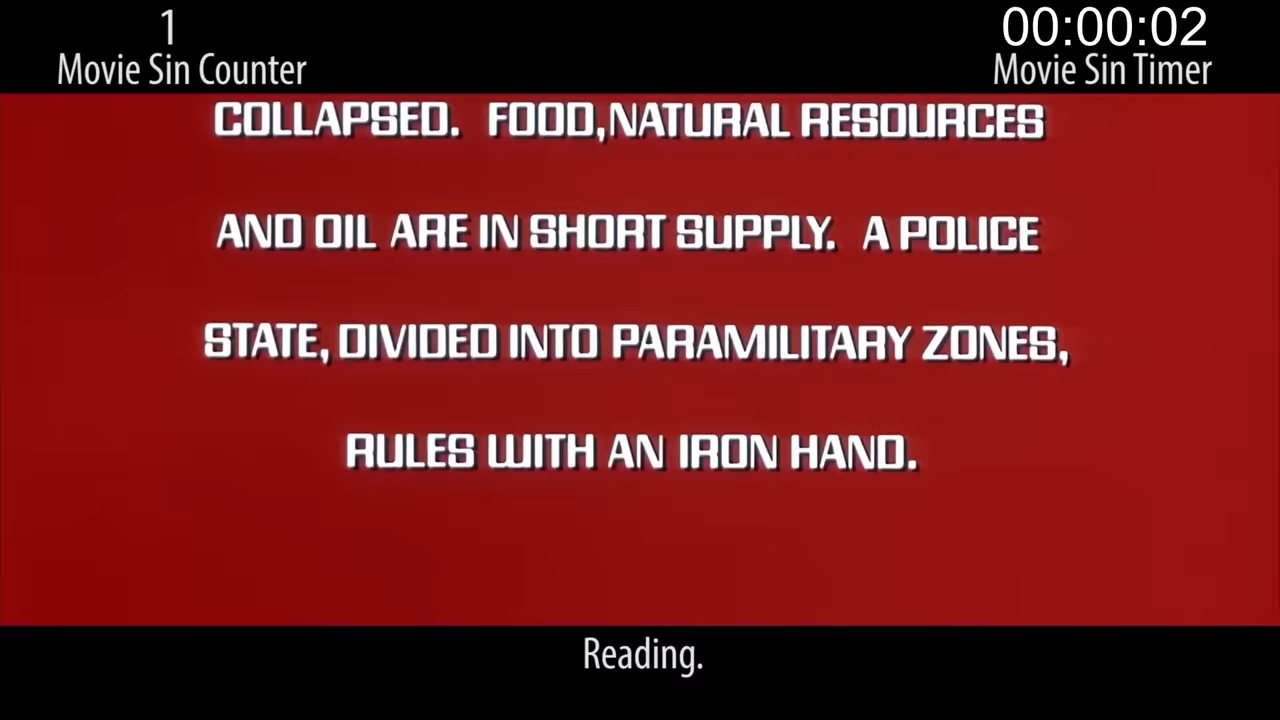 1
Movie Sin Counter
00:00:02
Movie Sin Timer
COLLAPSED. FOOD,NATURAL RESOURCES
AND OIL ARE IN SHORT SUPPLY. A POLICE
STATE, DIVIDED INTO PARAMILITARY ZONES,
RULES WITH AN IRON HAND.
Reading.